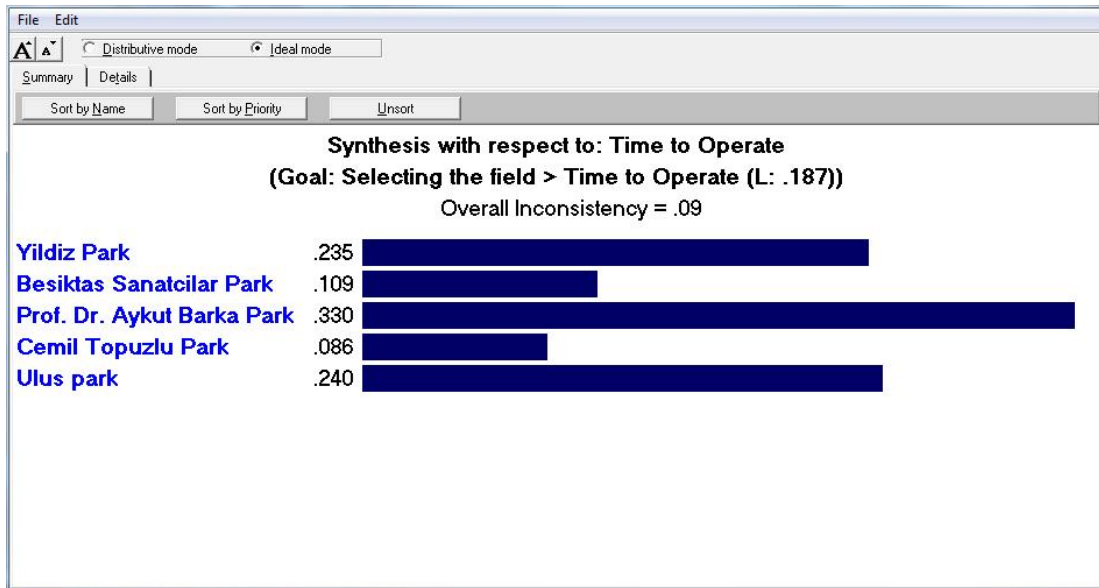 File Edit
A A Distributive mode Ideal mode
Summary Details
Sort by Name Sort by Priority Unsort
Synthesis with respect to: Time to Operate
(Goal: Selecting the field > Time to Operate (L: .187))
Overall Inconsistency = .09
Yildiz Park .235
Besiktas Sanatcilar Park .109
Prof. Dr. Aykut Barka Park .330
Cemil Topuzlu Park .086
Ulus park .240